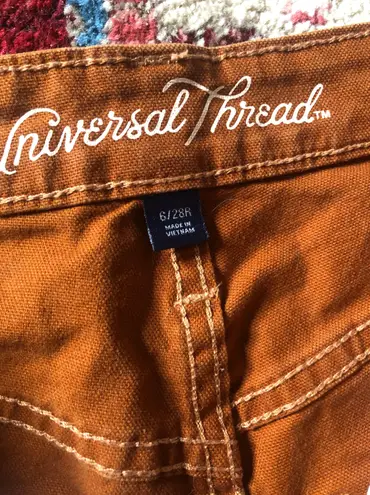 Universal Thread™
6/28R
MADE IN
VIETNAM